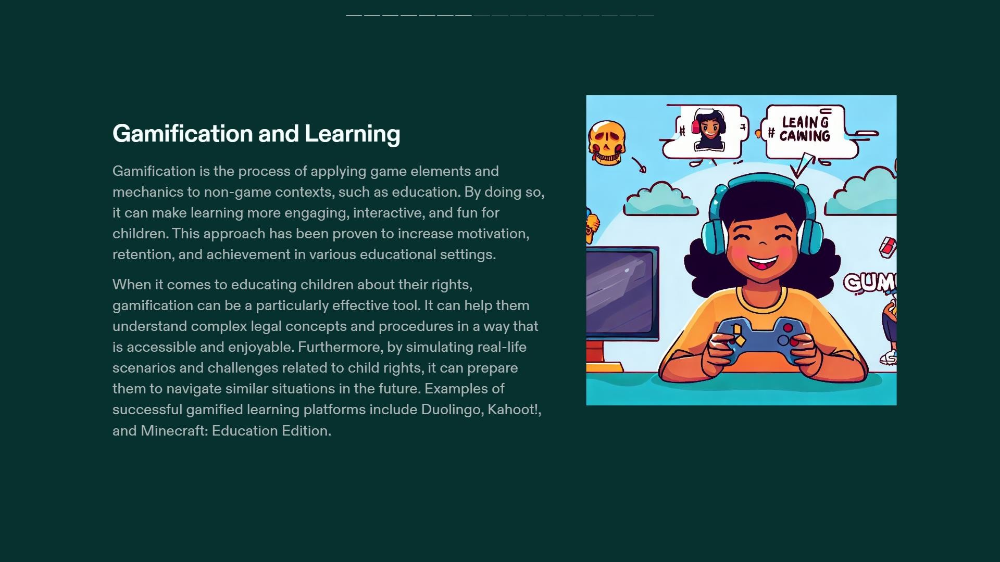 Gamification and Learning
Gamification is the process of applying game elements and
mechanics to non-game contexts, such as education. By doing so,
it can make learning more engaging, interactive, and fun for
children. This approach has been proven to increase motivation,
retention, and achievement in various educational settings.
When it comes to educating children about their rights,
gamification can be a particularly effective tool. It can help them
understand complex legal concepts and procedures in a way that
is accessible and enjoyable. Furthermore, by simulating real-life
scenarios and challenges related to child rights, it can prepare
them to navigate similar situations in the future. Examples of
successful gamified learning platforms include Duolingo, Kahoot!,
and Minecraft: Education Edition.
#
# LEAING
CAWNING
GUM